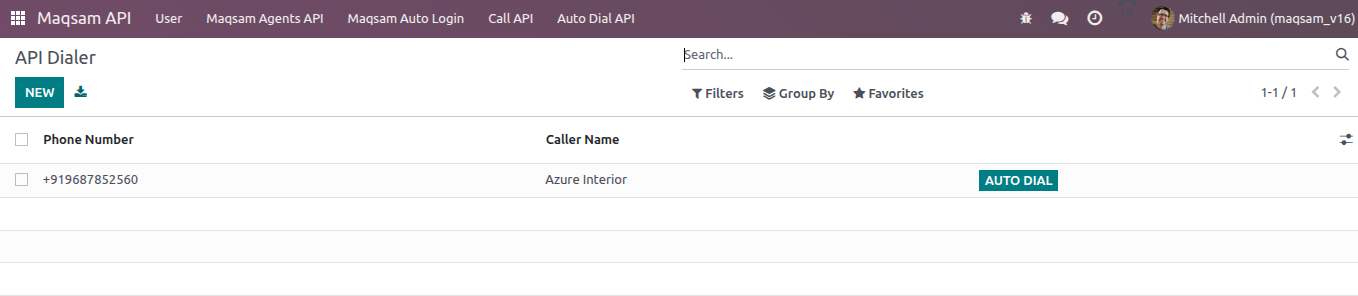 Maqsam API User Maqsam Agents API Maqsam Auto Login Call API Auto Dial API Mitchell Admin (maqsam_v16)
API Dialer Search...
NEW Filters Group By Favorites 1-1 / 1
Phone Number Caller Name
+919687852560 Azure Interior AUTO DIAL